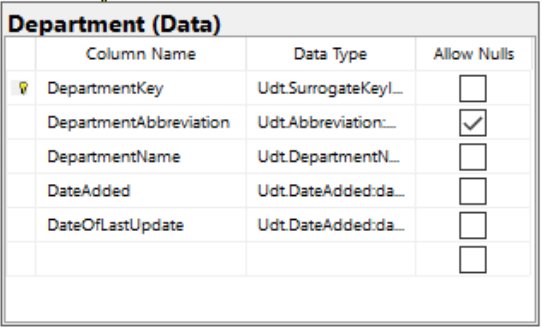 Department (Data)
Column Name Data Type Allow Nulls
DepartmentKey Udt.SurrogateKeyI...
DepartmentAbbreviation Udt.Abbreviation:...
DepartmentName Udt.DepartmentN...
DateAdded Udt.DateAdded:da...
DateOfLastUpdate Udt.DateAdded:da...